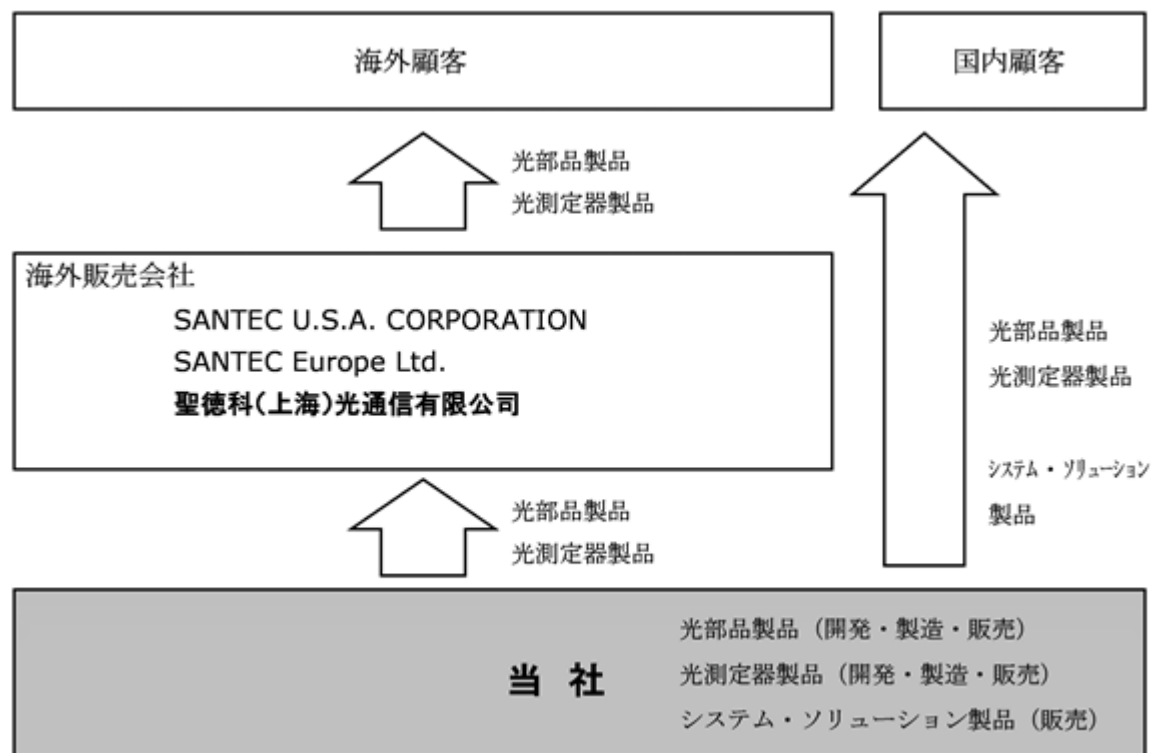 海外顧客
国内顧客
光部品製品
光測定器製品
海外販売会社
SANTEC U.S.A. CORPORATION
SANTEC Europe Ltd.
聖徳科(上海)光通信有限公司
光部品製品
光測定器製品
ｼｽﾃﾑ・ｿﾘｭｰｼｮﾝ
製品
光部品製品
光測定器製品
当 社
光部品製品（開発・製造・販売）
光測定器製品（開発・製造・販売）
システム・ソリューション製品（販売）